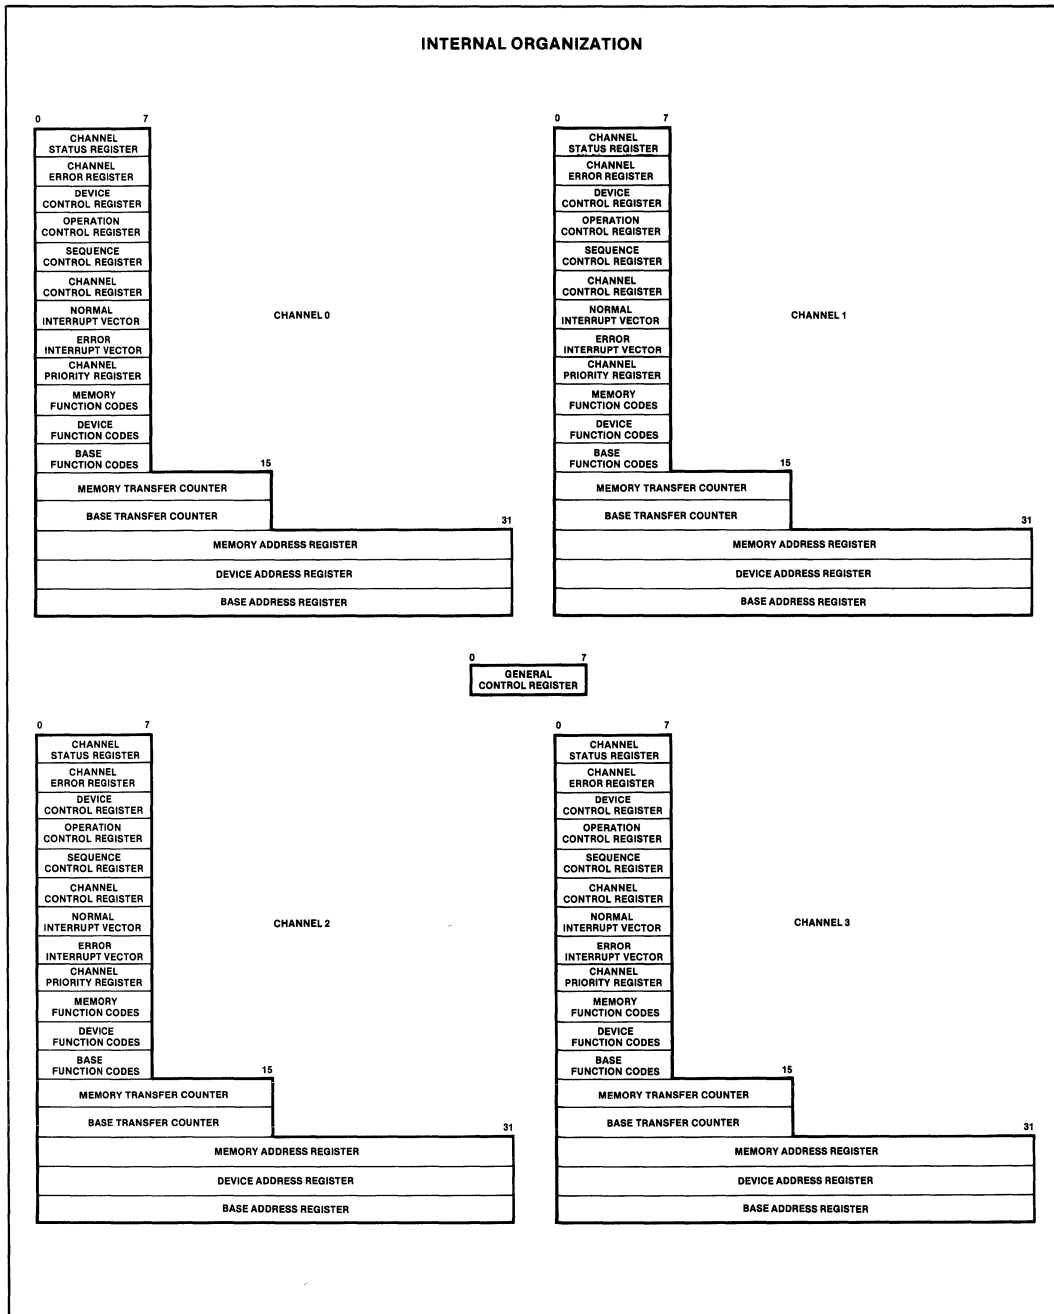 INTERNAL ORGANIZATION
0 7
CHANNEL
STATUS REGISTER
CHANNEL
ERROR REGISTER
DEVICE
CONTROL REGISTER
OPERATION
CONTROL REGISTER
SEQUENCE
CONTROL REGISTER
CHANNEL
CONTROL REGISTER
NORMAL
INTERRUPT VECTOR
ERROR
INTERRUPT VECTOR
CHANNEL
PRIORITY REGISTER
MEMORY
FUNCTION CODES
DEVICE
FUNCTION CODES
BASE
FUNCTION CODES
CHANNEL 0
15
MEMORY TRANSFER COUNTER
BASE TRANSFER COUNTER
31
MEMORY ADDRESS REGISTER
DEVICE ADDRESS REGISTER
BASE ADDRESS REGISTER
0 7
CHANNEL
STATUS REGISTER
CHANNEL
ERROR REGISTER
DEVICE
CONTROL REGISTER
OPERATION
CONTROL REGISTER
SEQUENCE
CONTROL REGISTER
CHANNEL
CONTROL REGISTER
NORMAL
INTERRUPT VECTOR
ERROR
INTERRUPT VECTOR
CHANNEL
PRIORITY REGISTER
MEMORY
FUNCTION CODES
DEVICE
FUNCTION CODES
BASE
FUNCTION CODES
CHANNEL 1
15
MEMORY TRANSFER COUNTER
BASE TRANSFER COUNTER
31
MEMORY ADDRESS REGISTER
DEVICE ADDRESS REGISTER
BASE ADDRESS REGISTER
0 7
GENERAL
CONTROL REGISTER
0 7
CHANNEL
STATUS REGISTER
CHANNEL
ERROR REGISTER
DEVICE
CONTROL REGISTER
OPERATION
CONTROL REGISTER
SEQUENCE
CONTROL REGISTER
CHANNEL
CONTROL REGISTER
NORMAL
INTERRUPT VECTOR
ERROR
INTERRUPT VECTOR
CHANNEL
PRIORITY REGISTER
MEMORY
FUNCTION CODES
DEVICE
FUNCTION CODES
BASE
FUNCTION CODES
CHANNEL 2
15
MEMORY TRANSFER COUNTER
BASE TRANSFER COUNTER
31
MEMORY ADDRESS REGISTER
DEVICE ADDRESS REGISTER
BASE ADDRESS REGISTER
0 7
CHANNEL
STATUS REGISTER
CHANNEL
ERROR REGISTER
DEVICE
CONTROL REGISTER
OPERATION
CONTROL REGISTER
SEQUENCE
CONTROL REGISTER
CHANNEL
CONTROL REGISTER
NORMAL
INTERRUPT VECTOR
ERROR
INTERRUPT VECTOR
CHANNEL
PRIORITY REGISTER
MEMORY
FUNCTION CODES
DEVICE
FUNCTION CODES
BASE
FUNCTION CODES
CHANNEL 3
15
MEMORY TRANSFER COUNTER
BASE TRANSFER COUNTER
31
MEMORY ADDRESS REGISTER
DEVICE ADDRESS REGISTER
BASE ADDRESS REGISTER